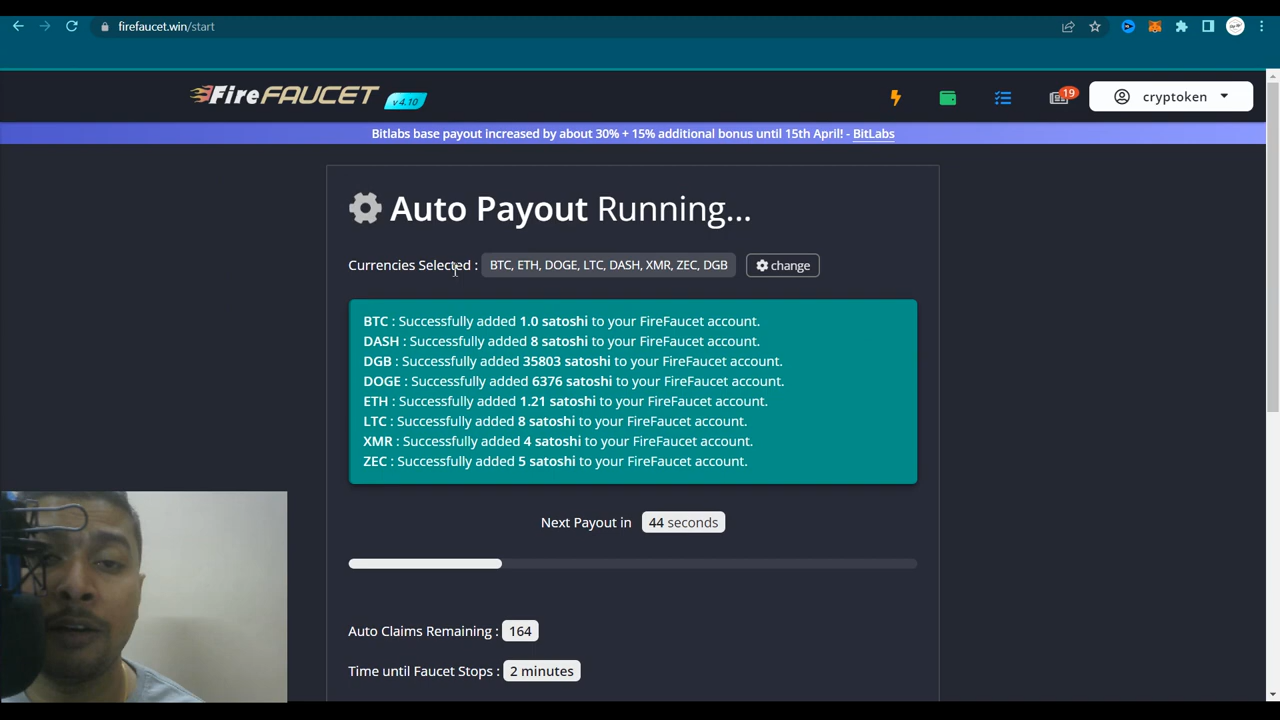 firefaucet.win/start
FireFAUCET v 4.10
19
cryptoken
Bitlabs base payout increased by about 30% + 15% additional bonus until 15th April! - BitLabs
Auto Payout Running...
Currencies Selected : BTC, ETH, DOGE, LTC, DASH, XMR, ZEC, DGB change
BTC : Successfully added 1.0 satoshi to your FireFaucet account.
DASH : Successfully added 8 satoshi to your FireFaucet account.
DGB : Successfully added 35803 satoshi to your FireFaucet account.
DOGE : Successfully added 6376 satoshi to your FireFaucet account.
ETH : Successfully added 1.21 satoshi to your FireFaucet account.
LTC : Successfully added 8 satoshi to your FireFaucet account.
XMR : Successfully added 4 satoshi to your FireFaucet account.
ZEC : Successfully added 5 satoshi to your FireFaucet account.
Next Payout in 44 seconds
Auto Claims Remaining : 164
Time until Faucet Stops : 2 minutes